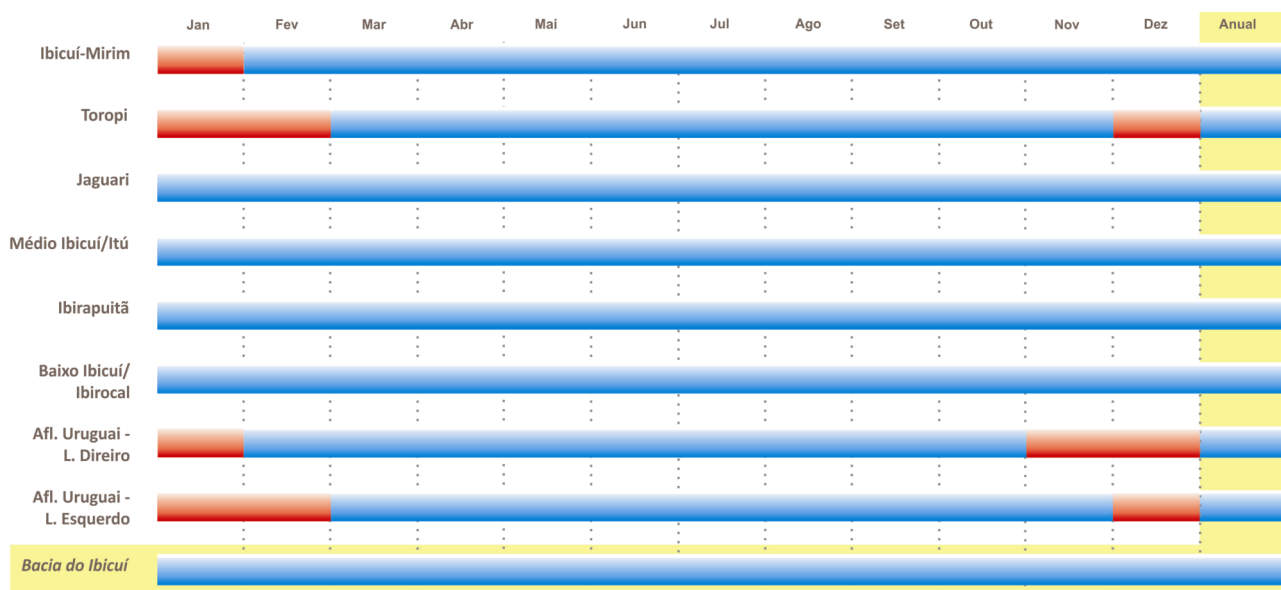 Jan Fev Mar Abr Mai Jun Jul Ago Set Out Nov Dez Anual
Ibicuí-Mirim
Toropi
Jaguari
Médio Ibicuí/Itú
Ibirapuitã
Baixo Ibicuí/
Ibirocal
Afl. Uruguai -
L. Direiro
Afl. Uruguai -
L. Esquerdo
Bacia do Ibicuí